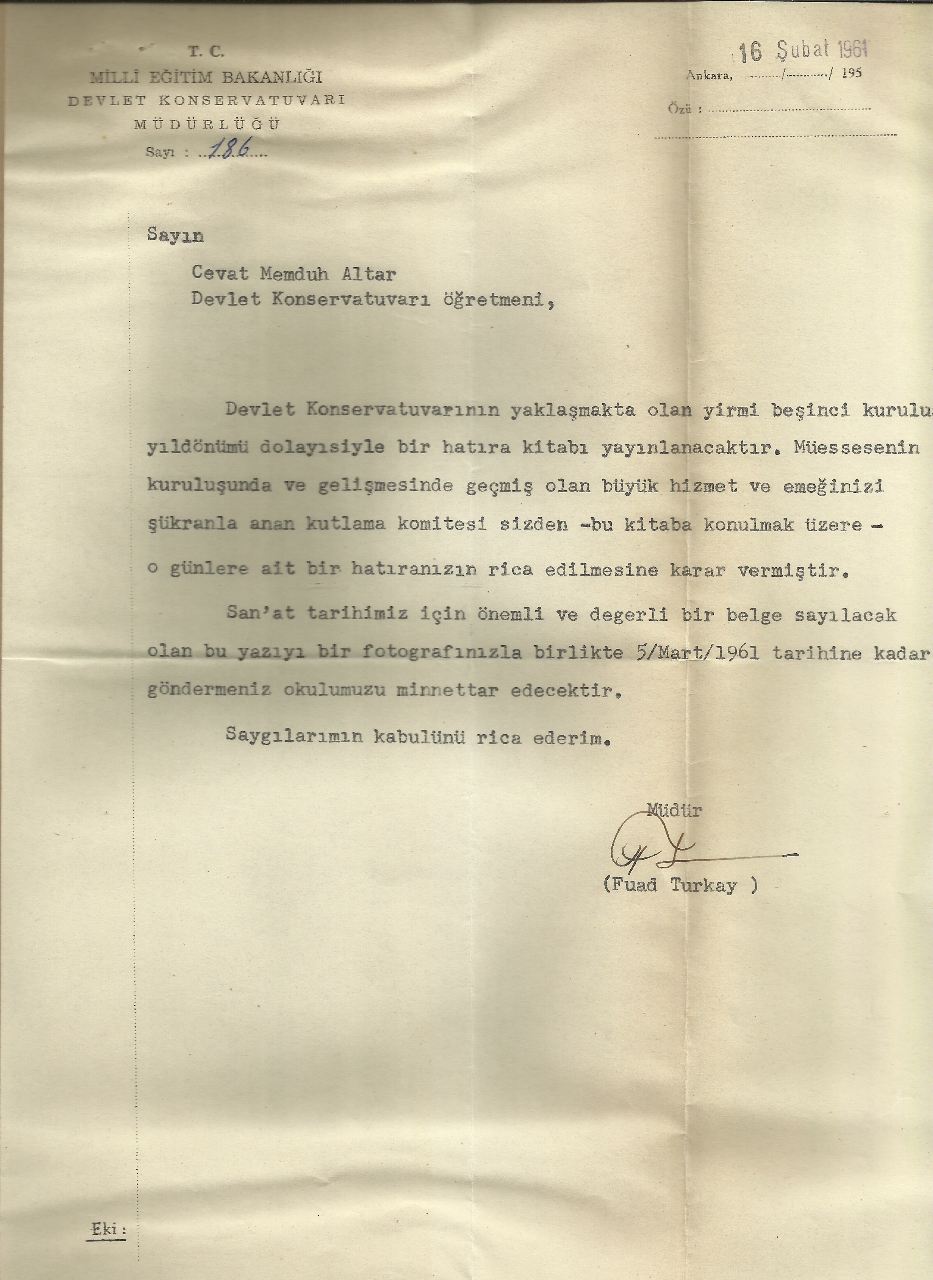 T. C.
MİLLÎ EĞİTİM BAKANLIĞI
DEVLET KONSERVATUVARI
MÜDÜRLÜĞÜ
Sayı : ..186....
16 Şubat 1961
Ankara, ........./.........../ 195
Özü : ..................................................
Sayın
Cevat Memduh Altar
Devlet Konservatuvarı öğretmeni,
Devlet Konservatuvarının yaklaşmakta olan yirmi beşinci kurulu
yıldönümü dolayısiyle bir hatıra kitabı yayınlanacaktır. Müessesenin
kuruluşunda ve gelişmesinde geçmiş olan büyük hizmet ve emeğinizi
şükranla anan kutlama komitesi sizden -bu kitaba konulmak üzere -
o günlere ait bir hatıranızın rica edilmesine karar vermiştir.
San'at tarihimiz için önemli ve degerli bir belge sayılacak
olan bu yazıyı bir fotografınızla birlikte 5/Mart/1961 tarihine kadar
göndermeniz okulumuzu minnettar edecektir.
Saygılarımın kabulünü rica ederim.
Müdür
(Fuad Turkay )
Eki :